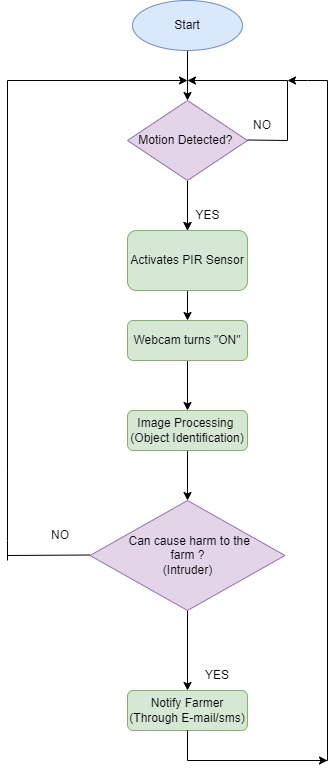 Start
Motion Detected?
NO
YES
Activates PIR Sensor
Webcam turns "ON"
Image Processing
(Object Identification)
Can cause harm to the
farm ?
(Intruder)
NO
YES
Notify Farmer
(Through E-mail/sms)